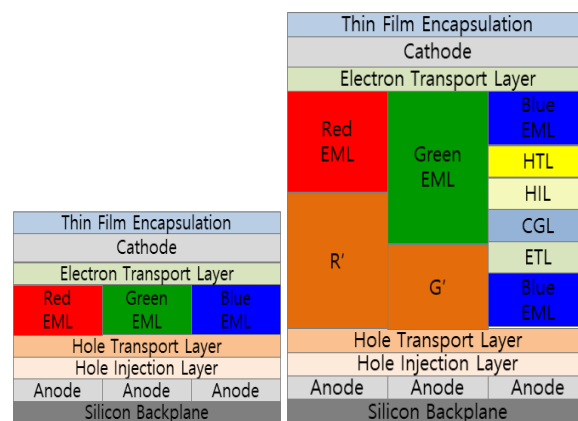 Thin Film Encapsulation
Cathode
Electron Transport Layer
Red
EML
Green
EML
Blue
EML
Hole Transport Layer
Hole Injection Layer
Anode Anode Anode
Silicon Backplane
Thin Film Encapsulation
Cathode
Electron Transport Layer
Red
EML
R’
Green
EML
G’
Blue
EML
HTL
HIL
CGL
ETL
Blue
EML
Hole Transport Layer
Hole Injection Layer
Anode Anode Anode
Silicon Backplane